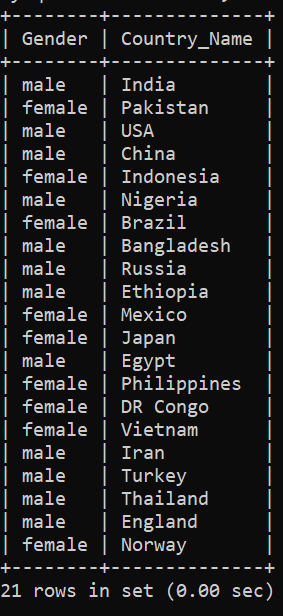 +--------+--------------+
| Gender | Country_Name |
+--------+--------------+
| male   | India        |
| female | Pakistan     |
| male   | USA          |
| male   | China        |
| female | Indonesia    |
| male   | Nigeria      |
| female | Brazil       |
| male   | Bangladesh   |
| male   | Russia       |
| male   | Ethiopia     |
| female | Mexico       |
| female | Japan        |
| male   | Egypt        |
| female | Philippines  |
| female | DR Congo     |
| female | Vietnam      |
| male   | Iran         |
| male   | Turkey       |
| male   | Thailand     |
| male   | England      |
| female | Norway       |
+--------+--------------+
21 rows in set (0.00 sec)